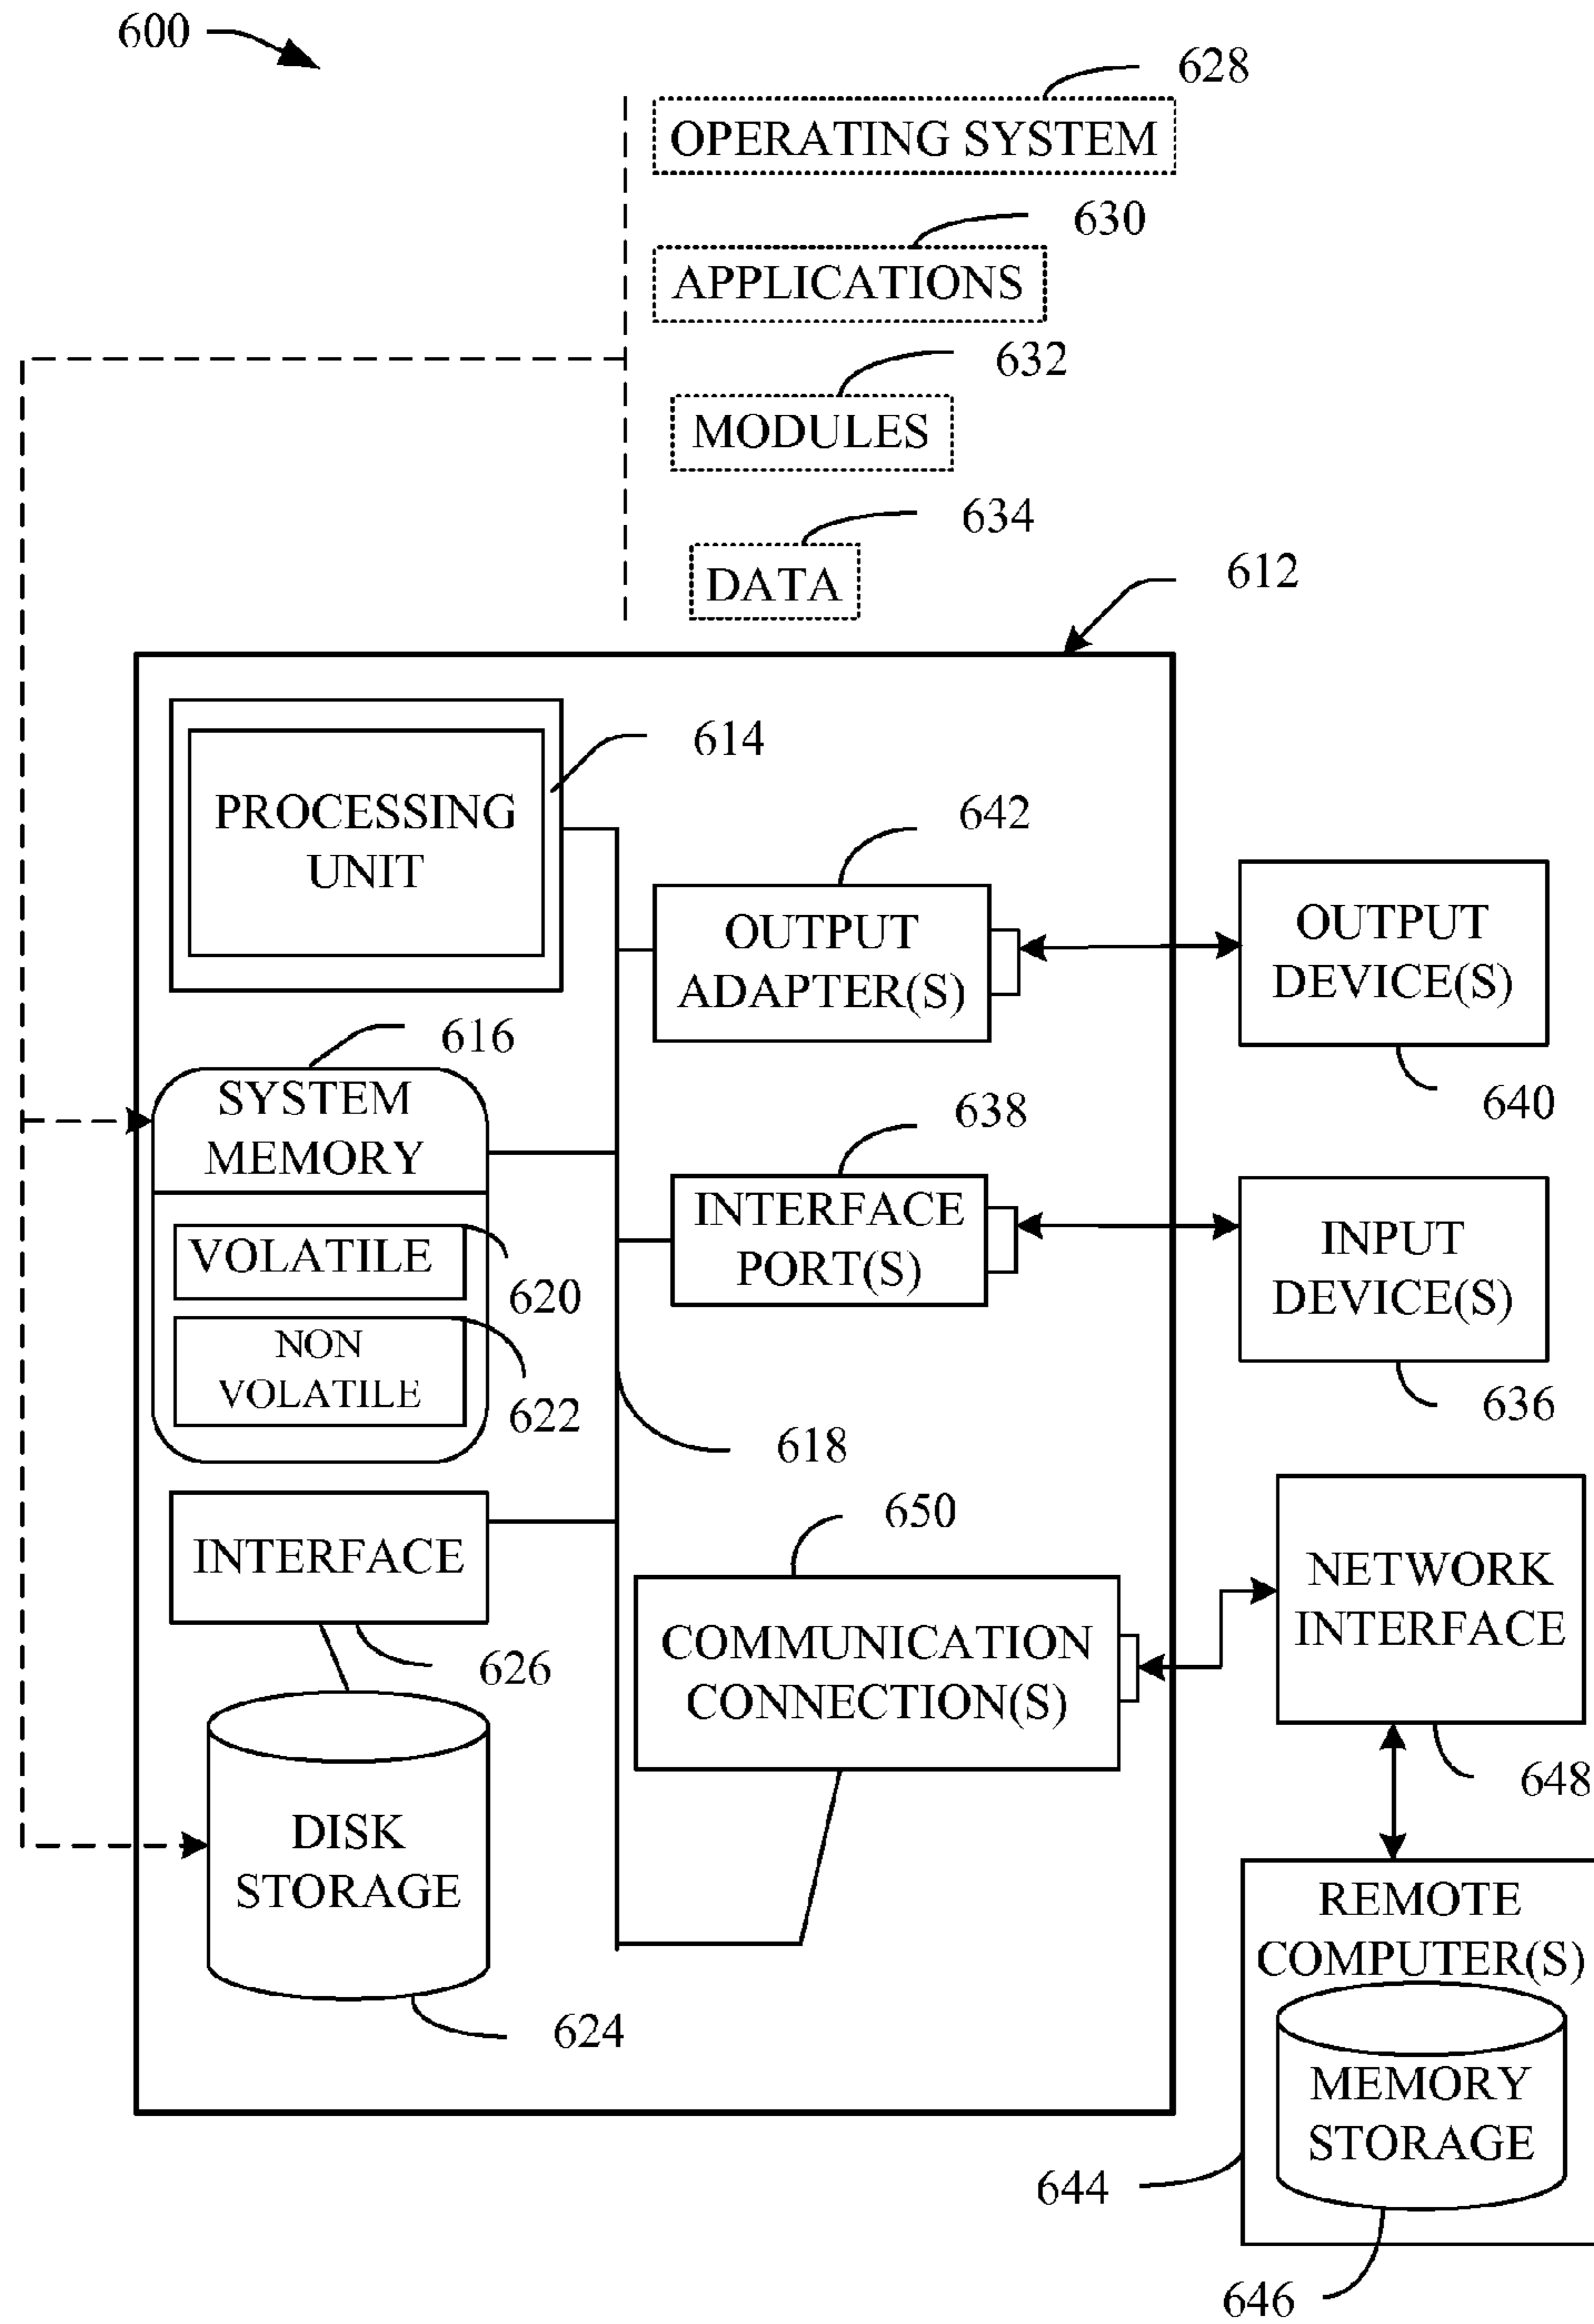 600
628
OPERATING SYSTEM
630
APPLICATIONS
632
MODULES
634
DATA
612
614
PROCESSING
UNIT
642
OUTPUT
ADAPTER(S)
OUTPUT
DEVICE(S)
640
616
SYSTEM
MEMORY
VOLATILE
620
NON
VOLATILE
622
638
INTERFACE
PORT(S)
INPUT
DEVICE(S)
636
618
INTERFACE
626
650
COMMUNICATION
CONNECTION(S)
NETWORK
INTERFACE
648
DISK
STORAGE
624
REMOTE
COMPUTER(S)
MEMORY
STORAGE
644
646